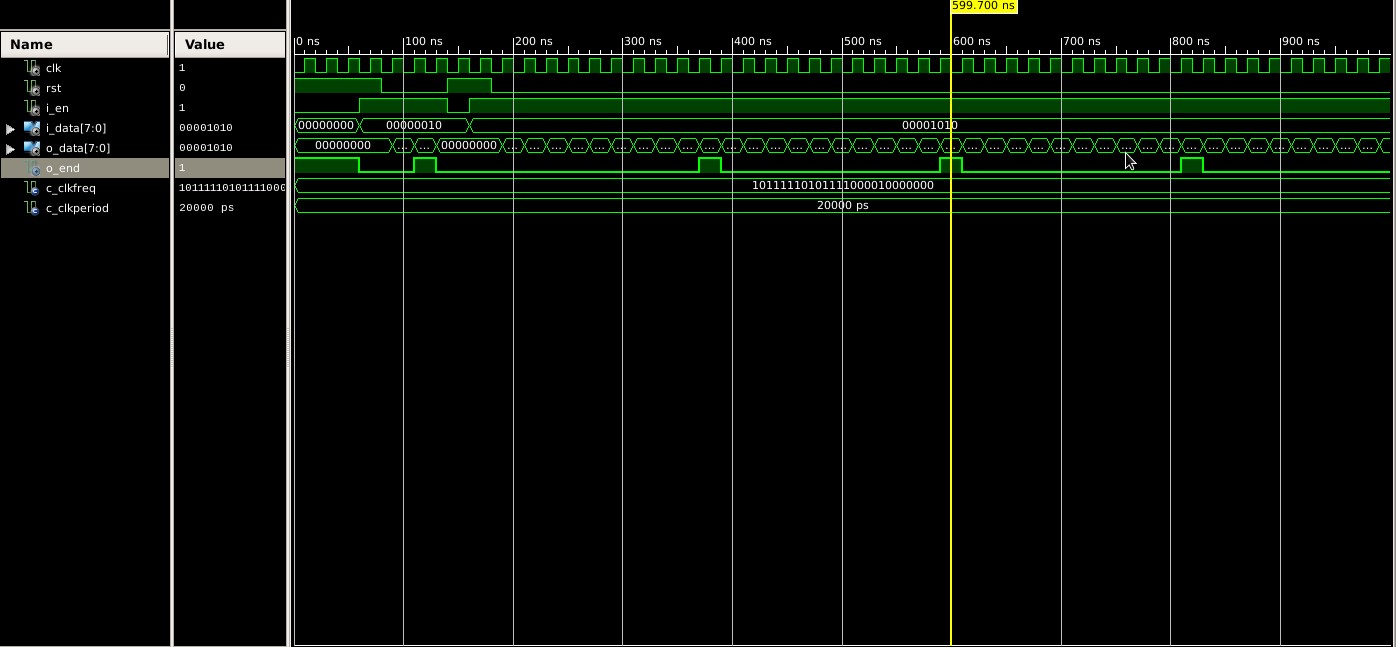 599.700 ns
Name Value 0 ns 100 ns 200 ns 300 ns 400 ns 500 ns 600 ns 700 ns 800 ns 900 ns
clk 1
rst 0
i_en 1
i_data[7:0] 00001010 00000000 00000010 00001010
o_data[7:0] 00001010 00000000 ... ... 00000000 ... ... ... ... ... ... ... ... ... ... ... ... ... ... ... ... ... ... ... ... ... ... ... ... ... ... ... ... ... ... ... ... ... ... ... ... ...
o_end 1
c_clkfreq 10111110101111000 10111110101111000010000000
c_clkperiod 20000 ps 20000 ps